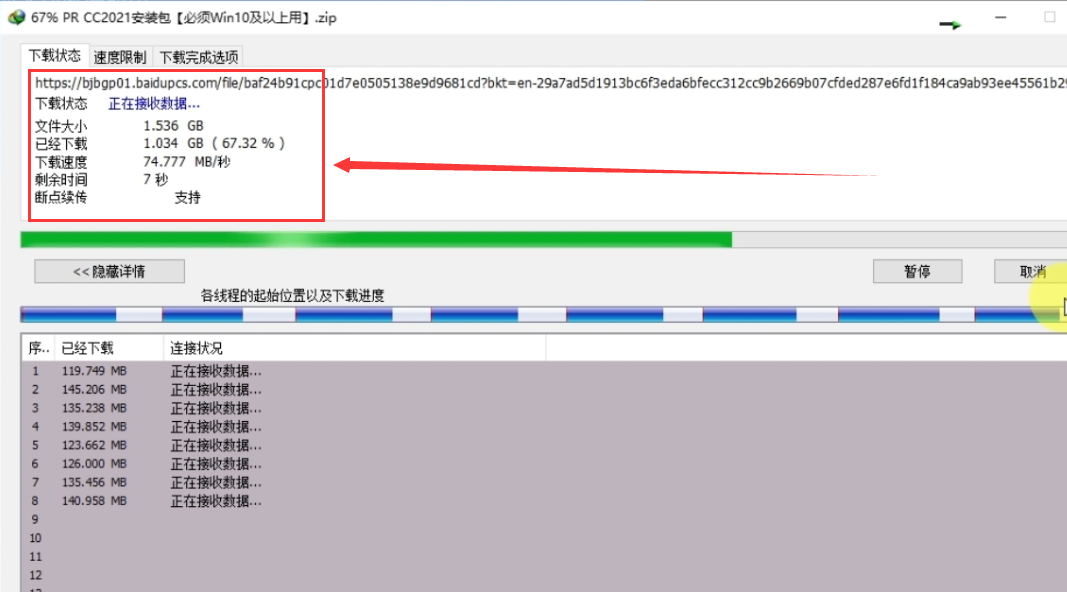 67% PR CC2021安装包【必须Win10及以上用】.zip
下载状态 速度限制 下载完成选项
https://bjbgp01.baidupcs.com/file/baf24b91cpc01d7e0505138e9d9681cd?bkt=en-29a7ad5d1913bc6f3eda6bfecc312cc9b2669b07cfded287e6fd1f184ca9ab93ee45561b29
下载状态 正在接收数据...
文件大小 1.536 GB
已经下载 1.034 GB ( 67.32 % )
下载速度 74.777 MB/秒
剩余时间 7 秒
断点续传 支持
<< 隐藏详情 暂停 取消
各线程的起始位置以及下载进度
序.. 已经下载 连接状况
1 119.749 MB 正在接收数据...
2 145.206 MB 正在接收数据...
3 135.238 MB 正在接收数据...
4 139.852 MB 正在接收数据...
5 123.662 MB 正在接收数据...
6 126.000 MB 正在接收数据...
7 135.456 MB 正在接收数据...
8 140.958 MB 正在接收数据...
9
10
11
12